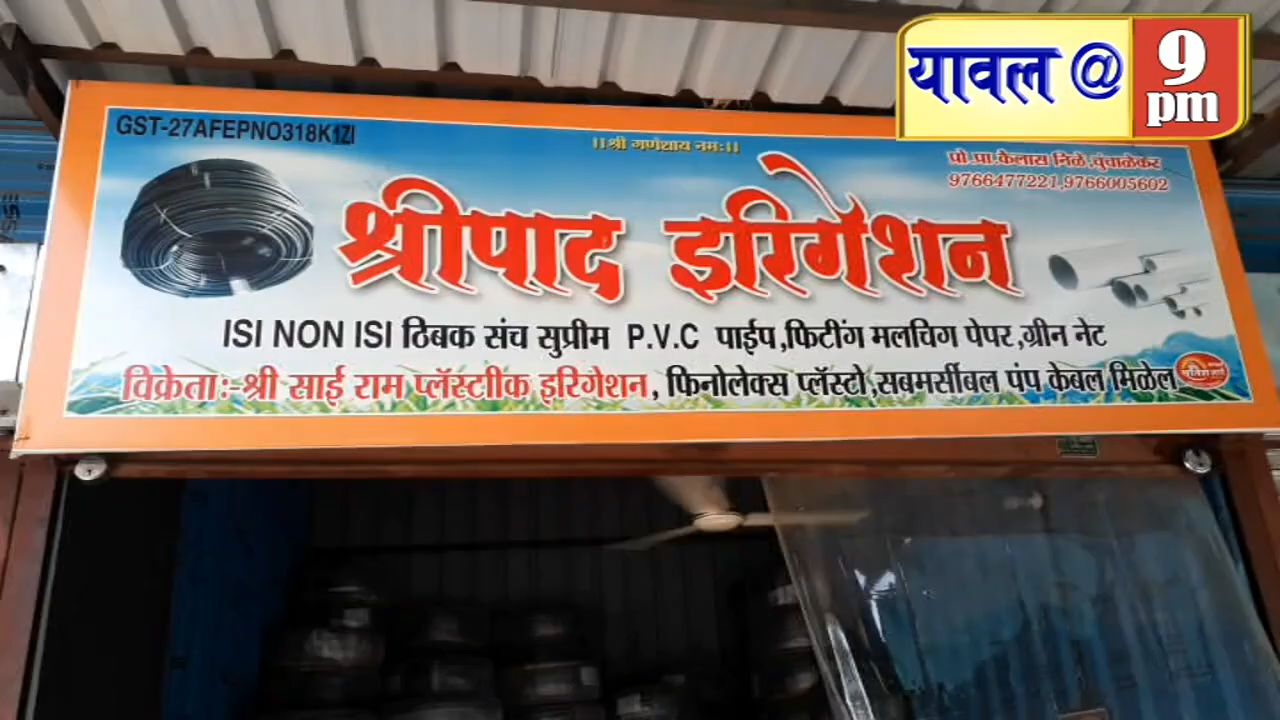 यावल @ 9 pm
GST-27AFEPNO318K1ZI
।। श्री गणेशाय नमः।।
प्रो.प्रा.कैलास निळे,चुंचाळेकर
9766477221,9766005602
श्रीपाद इरिगेशन
ISI NON ISI ठिबक संच सुप्रीम P.V.C पाईप,फिटींग मलचिग पेपर,ग्रीन नेट
विक्रेता:-श्री साई राम प्लॅस्टीक इरिगेशन, फिनोलेक्स प्लॅस्टो,सबमर्सीबल पंप केबल मिळेल